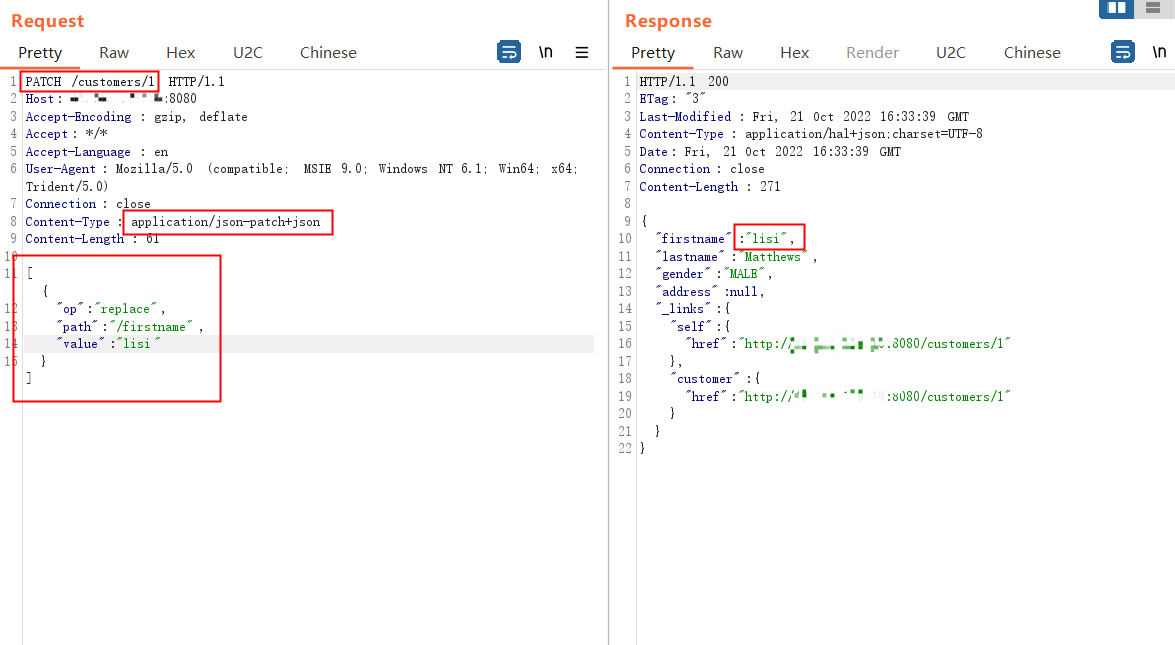 Request
Pretty Raw Hex U2C Chinese \n
1 PATCH /customers/1 HTTP/1.1
2 Host: :8080
3 Accept-Encoding : gzip, deflate
4 Accept : */*
5 Accept-Language : en
6 User-Agent : Mozilla/5.0 (compatible; MSIE 9.0; Windows NT 6.1; Win64; x64;
Trident/5.0)
7 Connection : close
8 Content-Type : application/json-patch+json
9 Content-Length : 61
10
11 [
{
12 "op" :"replace" ,
13 "path" :"/firstname" ,
14 "value" :"lisi "
15 }
]
Response
Pretty Raw Hex Render U2C Chinese \n
1 HTTP/1.1 200
2 ETag : "3"
3 Last-Modified : Fri, 21 Oct 2022 16:33:39 GMT
4 Content-Type : application/hal+json;charset=UTF-8
5 Date : Fri, 21 Oct 2022 16:33:39 GMT
6 Connection : close
7 Content-Length : 271
8
9 {
10 "firstname" :"lisi",
11 "lastname" :"Matthews" ,
12 "gender" :"MALE",
13 "address" :null,
14 "_links" :{
15 "self" :{
16 "href" :"http:// :8080/customers/1"
17 },
18 "customer" :{
19 "href" :"http:// :8080/customers/1"
20 }
21 }
22 }